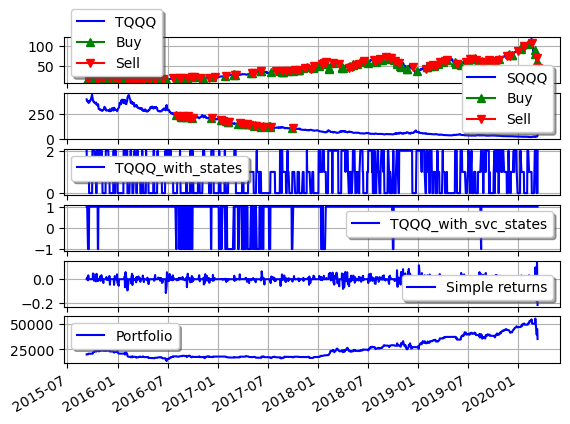 TQQQ
Buy
Sell
100
50
SQQQ
Buy
Sell
250
0
TQQQ_with_states
2
0
TQQQ_with_svc_states
1
0
−1
Simple returns
0.0
−0.2
Portfolio
50000
25000
2015-07
2016-01
2016-07
2017-01
2017-07
2018-01
2018-07
2019-01
2019-07
2020-01